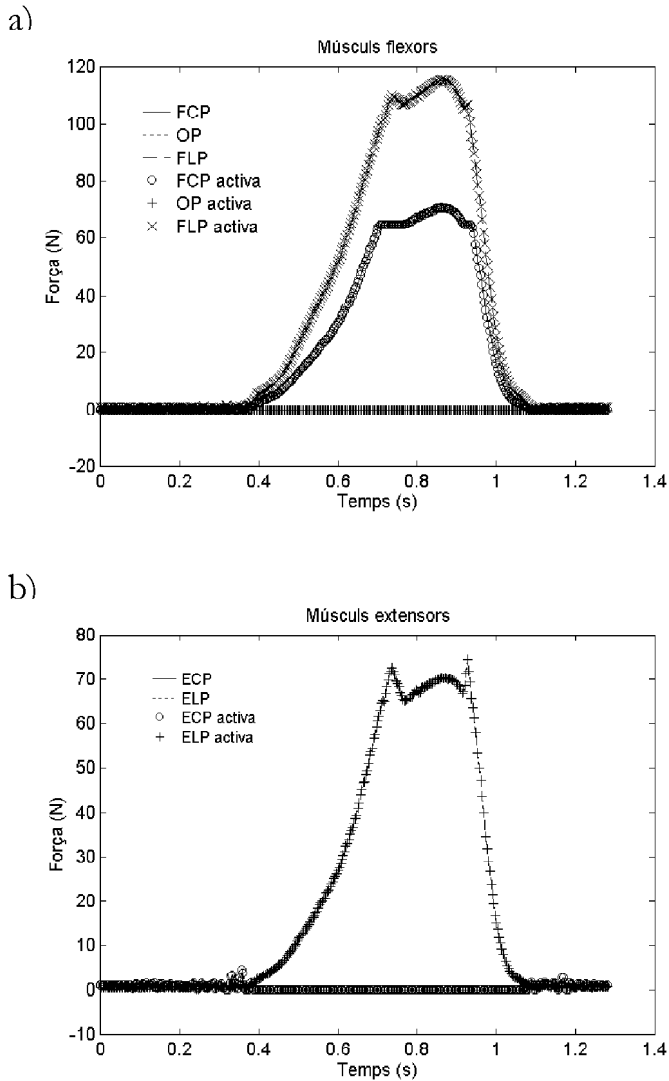 a)
Músculs flexors
120
100
80
60
40
20
0
-20
FCP
OP
FLP
FCP activa
OP activa
FLP activa
Força (N)
0 0.2 0.4 0.6 0.8 1 1.2 1.4
Temps (s)
b)
Músculs extensors
80
70
60
50
40
30
20
10
0
-10
ECP
ELP
ECP activa
ELP activa
Força (N)
0 0.2 0.4 0.6 0.8 1 1.2 1.4
Temps (s)